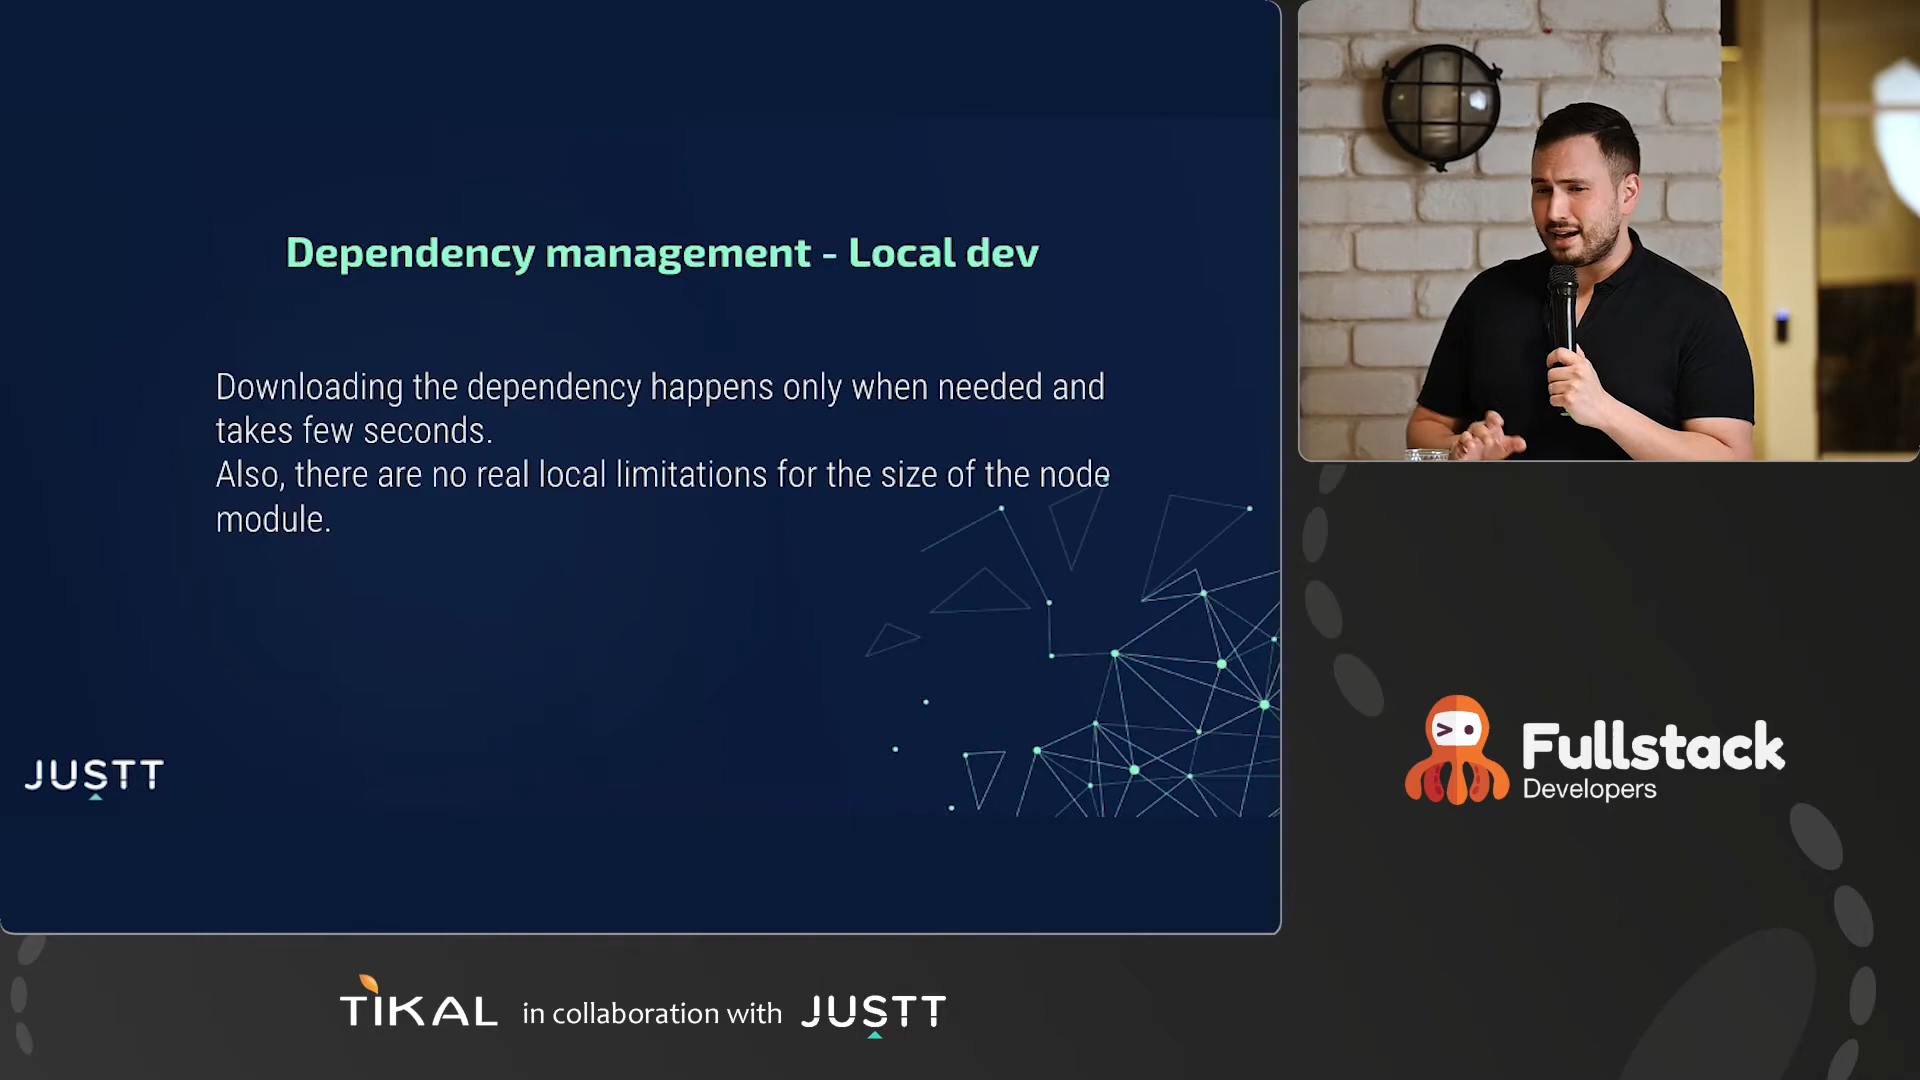 Dependency management - Local dev
Downloading the dependency happens only when needed and
takes few seconds.
Also, there are no real local limitations for the size of the node
module.
JUSTT
Fullstack
Developers
TIKAL in collaboration with JUSTT